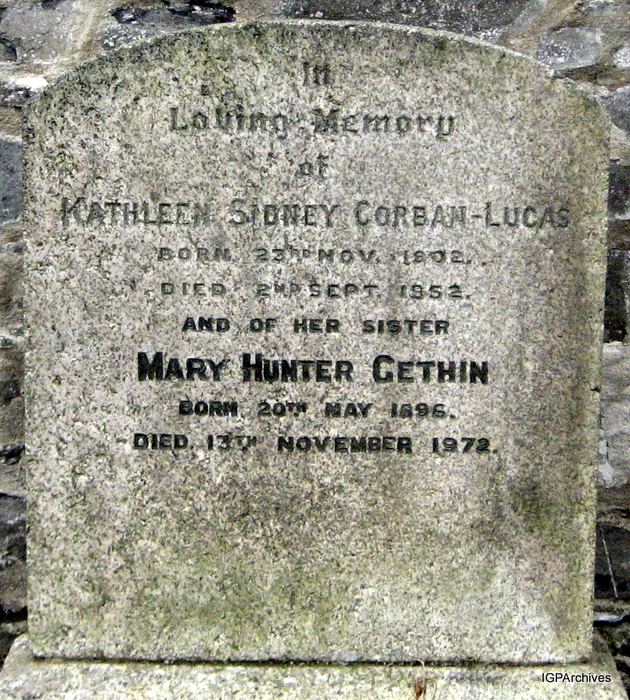 In
Loving Memory
of
KATHLEEN SIDNEY CORBAN-LUCAS
BORN 23RD NOV. 1902.
DIED 2ND SEPT. 1952.
AND OF HER SISTER
MARY HUNTER GETHIN
BORN 20TH MAY 1896.
DIED 13TH NOVEMBER 1972.
IGPArchives